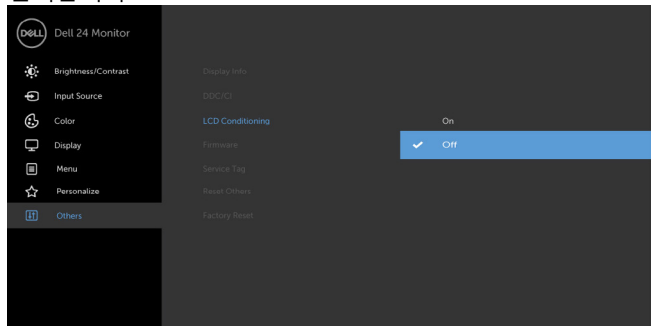 DELL
Dell 24 Monitor
Brightness/Contrast
Input Source
Color
Display
Menu
Personalize
Others
Display Info
DDC/CI
LCD Conditioning
Firmware
Service Tag
Reset Others
Factory Reset
On
Off